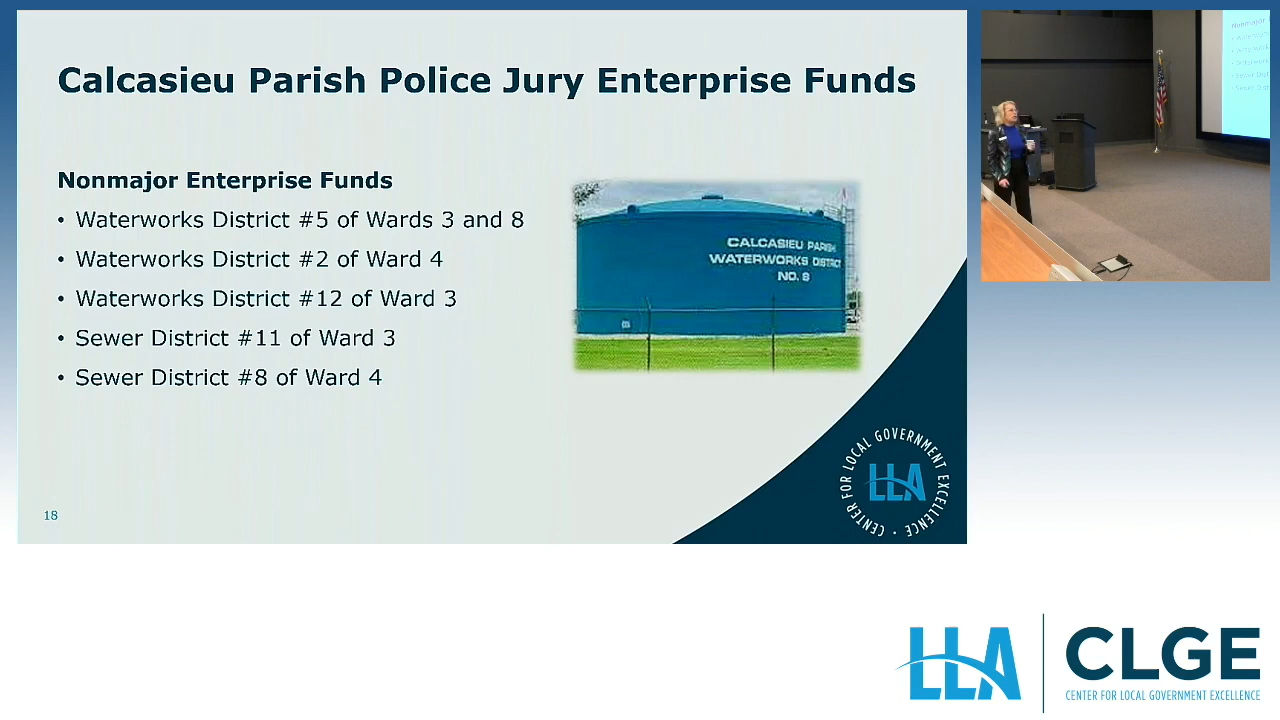 Calcasieu Parish Police Jury Enterprise Funds
Nonmajor Enterprise Funds
• Waterworks District #5 of Wards 3 and 8
• Waterworks District #2 of Ward 4
• Waterworks District #12 of Ward 3
• Sewer District #11 of Ward 3
• Sewer District #8 of Ward 4
CALCASIEU PARISH
WATERWORKS DISTRICT
NO. 8
18
CENTER FOR LOCAL GOVERNMENT EXCELLENCE
LLA
Nonmajor
LLA
CLGE
CENTER FOR LOCAL GOVERNMENT EXCELLENCE